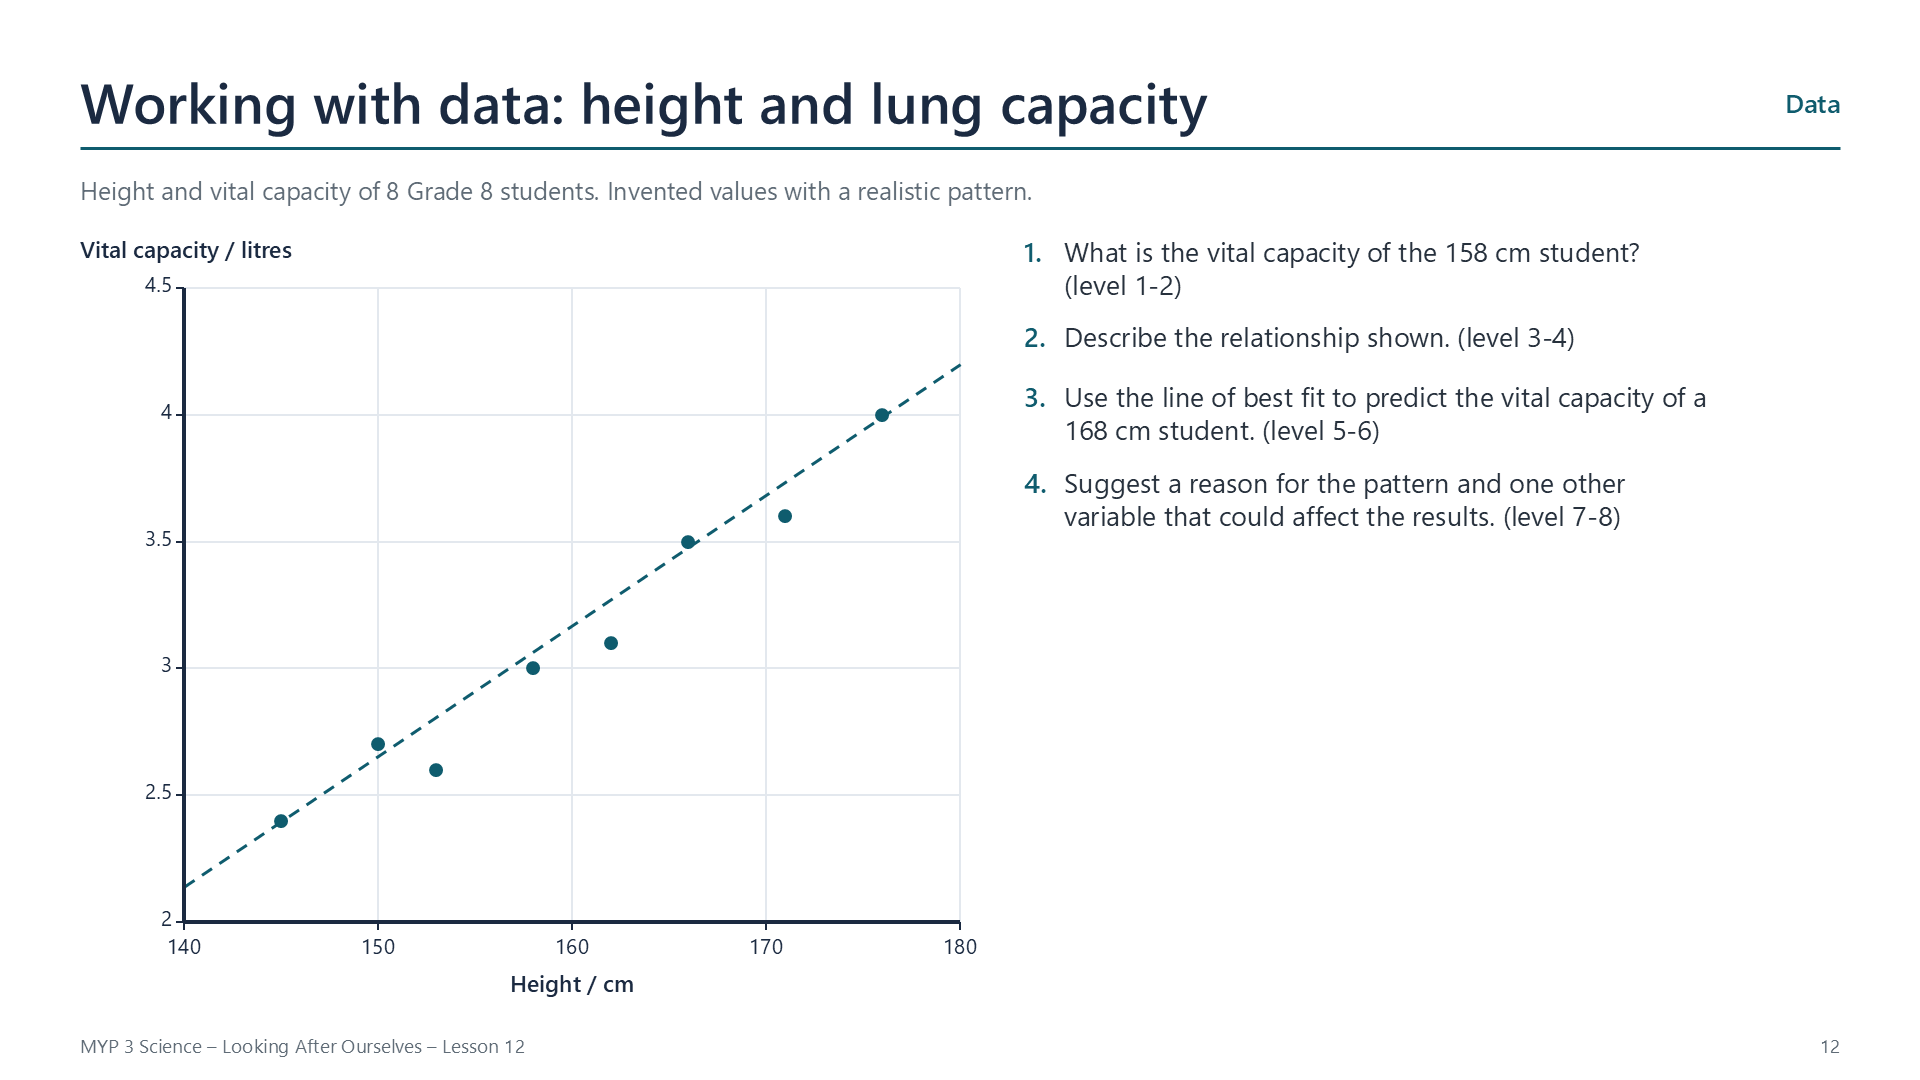 Working with data: height and lung capacity
Data
Height and vital capacity of 8 Grade 8 students. Invented values with a realistic pattern.
Vital capacity / litres
4.5
4
3.5
3
2.5
2
140
150
160
170
180
Height / cm
1. What is the vital capacity of the 158 cm student?
(level 1-2)
2. Describe the relationship shown. (level 3-4)
3. Use the line of best fit to predict the vital capacity of a
168 cm student. (level 5-6)
4. Suggest a reason for the pattern and one other
variable that could affect the results. (level 7-8)
MYP 3 Science – Looking After Ourselves – Lesson 12
12